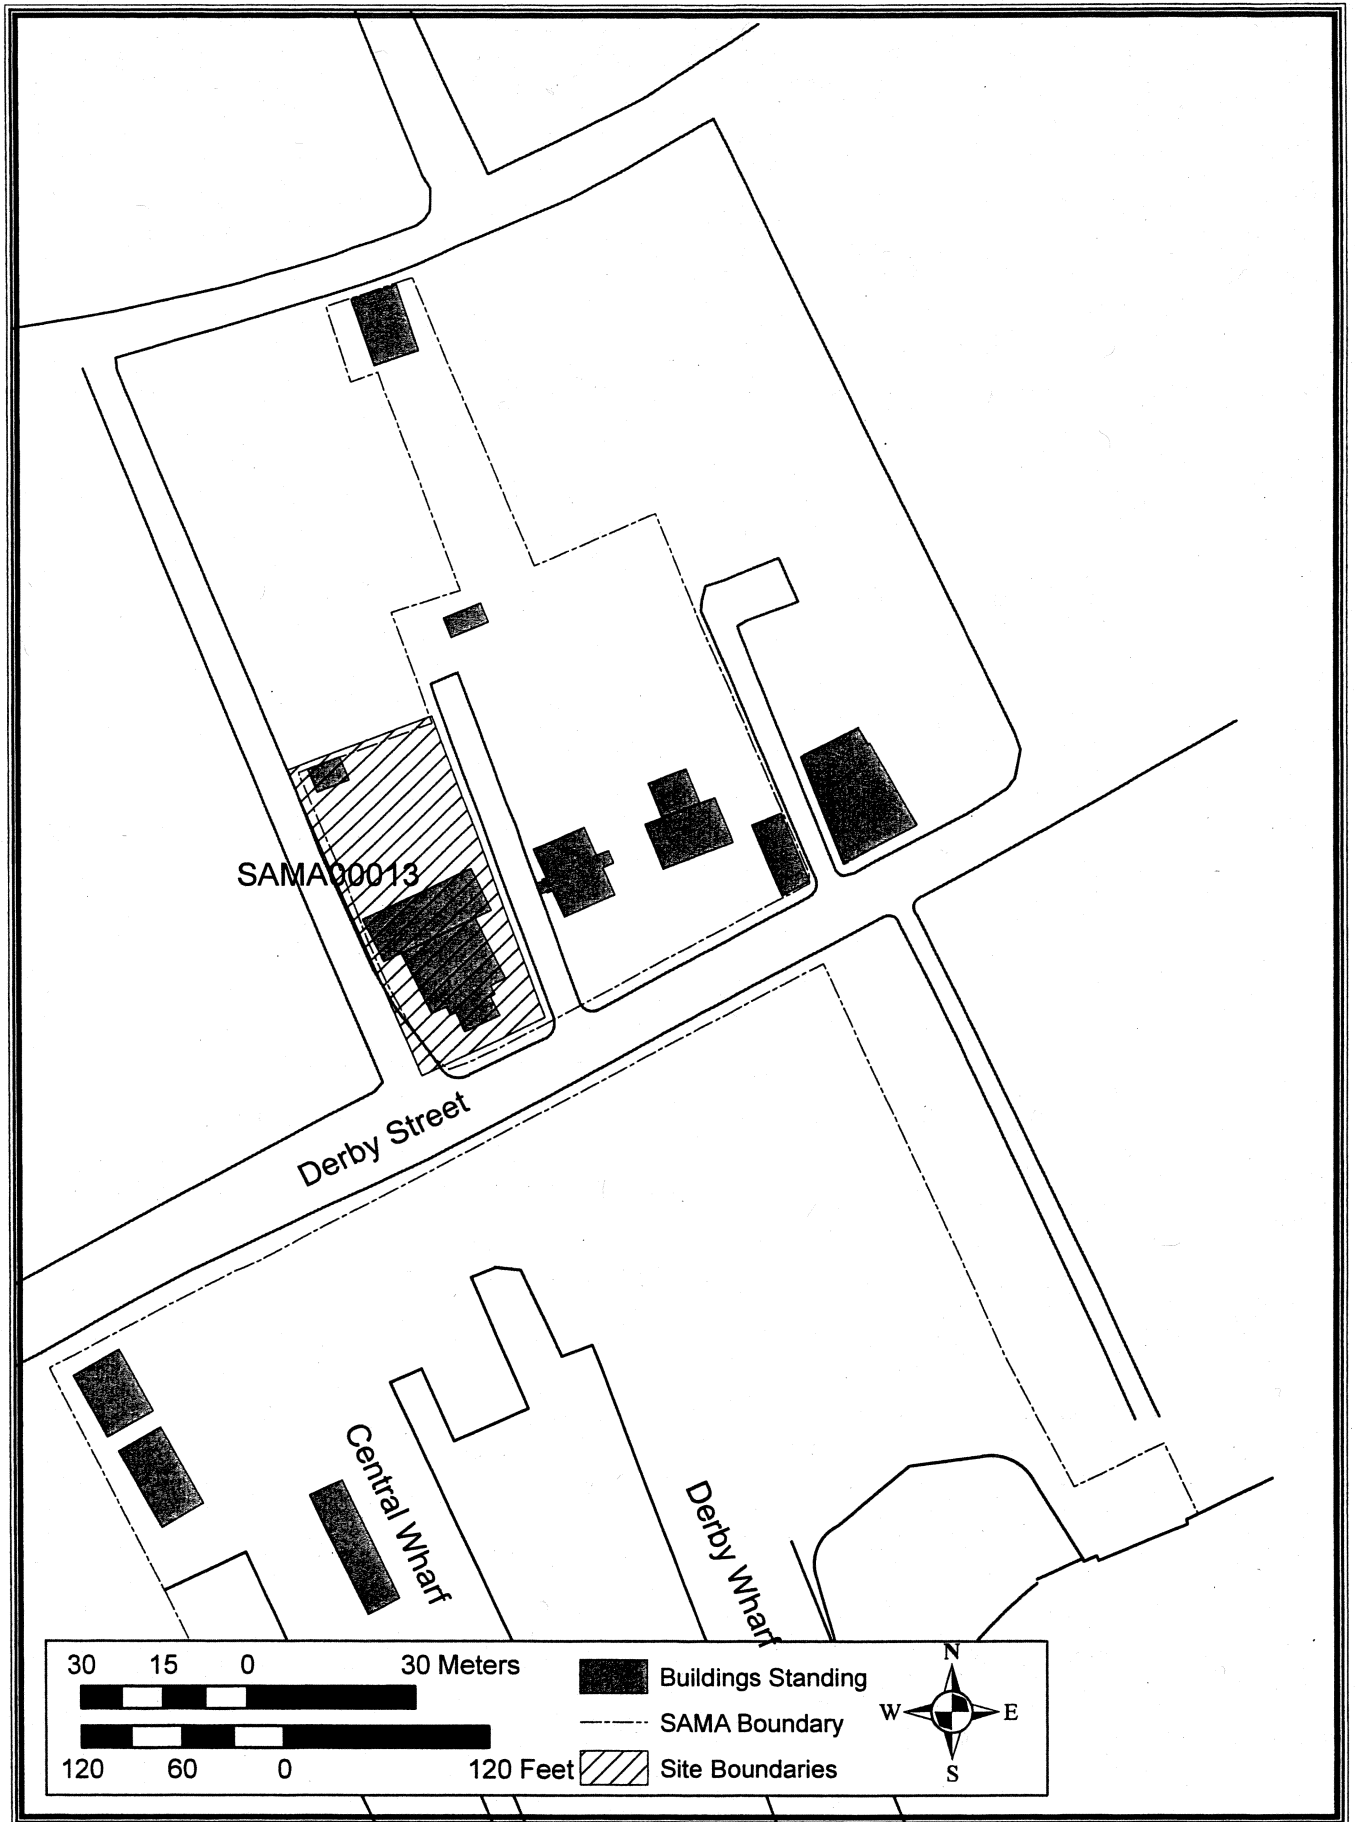 SAMA00013
Derby Street
Central Wharf
Derby Wharf
30 15 0 30 Meters
120 60 0 120 Feet
Buildings Standing
SAMA Boundary
Site Boundaries
N
W E
S